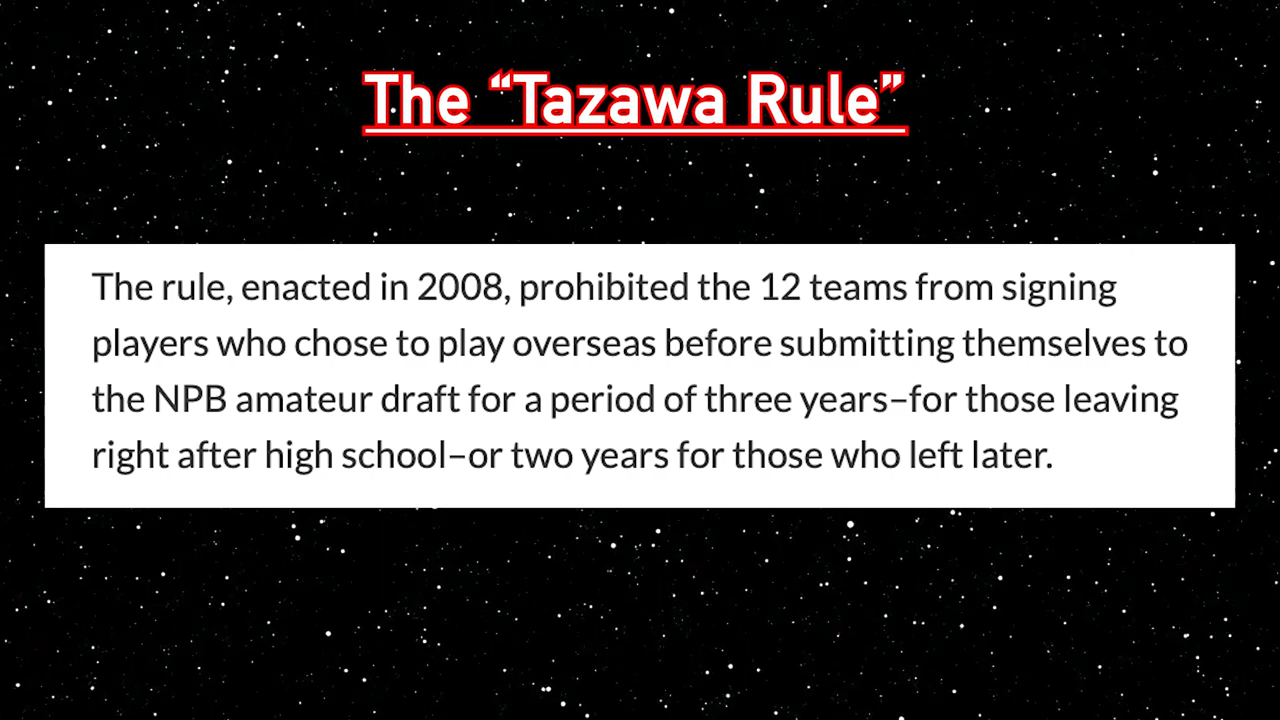 The “Tazawa Rule”
The rule, enacted in 2008, prohibited the 12 teams from signing
players who chose to play overseas before submitting themselves to
the NPB amateur draft for a period of three years–for those leaving
right after high school–or two years for those who left later.